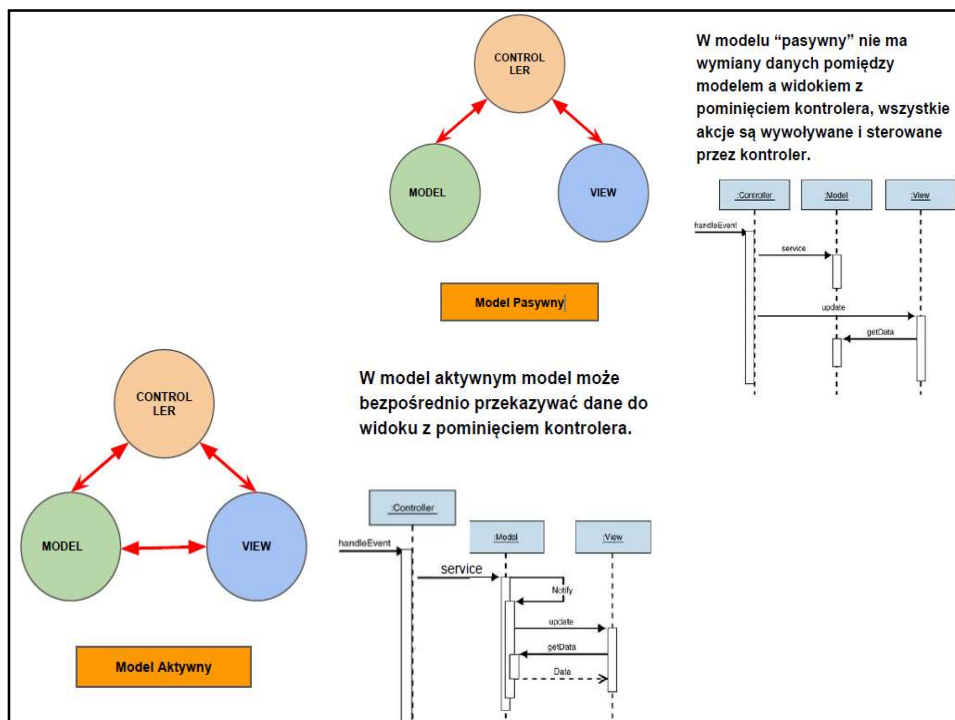 CONTROL
LER
MODEL
VIEW
Model Pasywny
W modelu “pasywny” nie ma
wymiany danych pomiędzy
modelem a widokiem z
pominięciem kontrolera, wszystkie
akcje są wywoływane i sterowane
przez kontroler.
:Controller
:Model
:View
handleEvent
service
update
getData
CONTROL
LER
MODEL
VIEW
Model Aktywny
W model aktywnym model może
bezpośrednio przekazywać dane do
widoku z pominięciem kontrolera.
:Controller
:Model
:View
handleEvent
service
Notify
update
getData
Data